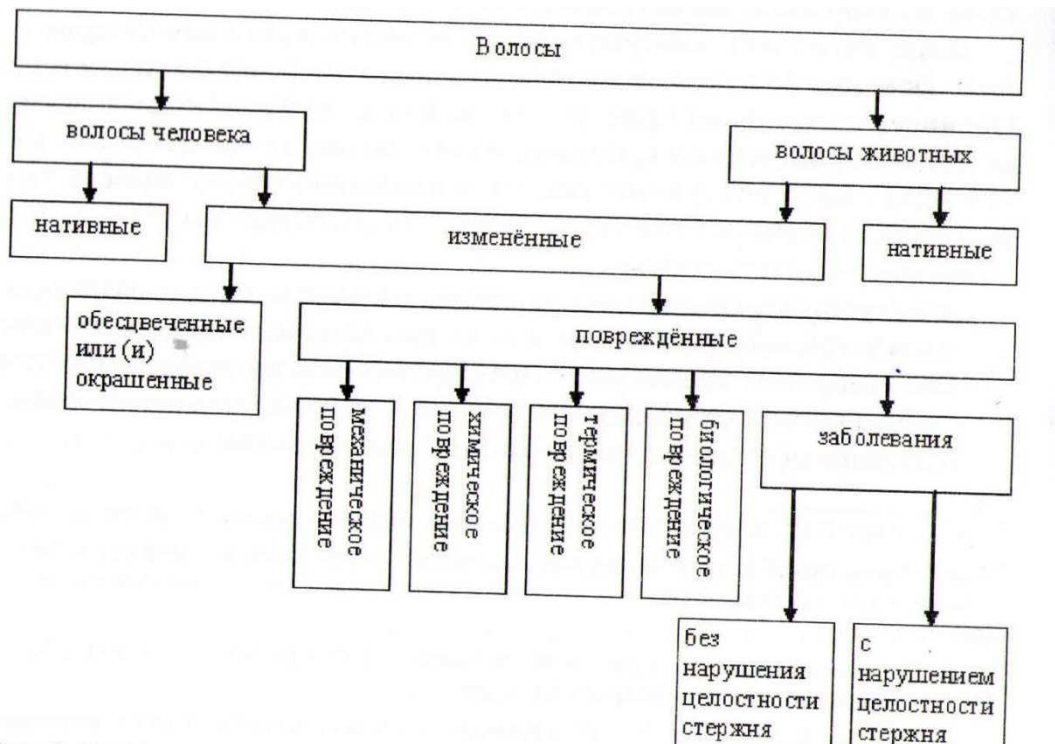 Волосы
волосы человека
волосы животных
нативные
изменённые
нативные
обесцвеченные
или (и)
окрашенные
повреждённые
механическое
повреждение
химическое
повреждение
термическое
повреждение
биологическое
повреждение
заболевания
без
нарушения
целостности
стержня
с
нарушением
целостности
стержня